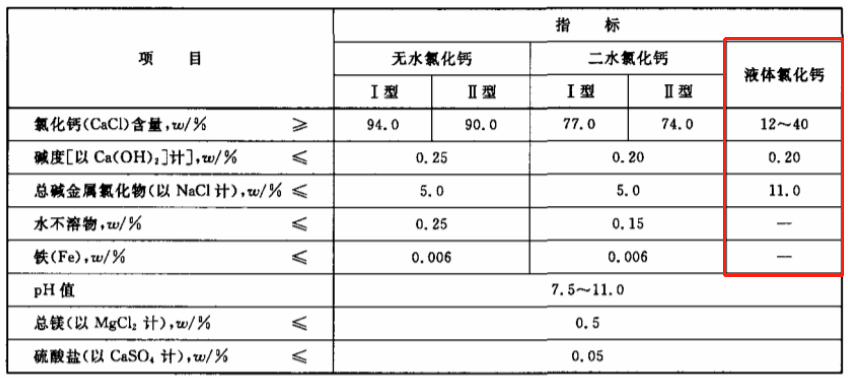 项 目 指 标
无水氯化钙 二水氯化钙 液体氯化钙
Ⅰ型 Ⅱ型 Ⅰ型 Ⅱ型
氯化钙(CaCl)含量,w/% ≥ 94.0 90.0 77.0 74.0 12~40
碱度[以 Ca(OH)₂]计],w/% ≤ 0.25 0.20 0.20
总碱金属氯化物(以 NaCl 计),w/% ≤ 5.0 5.0 11.0
水不溶物,w/% ≤ 0.25 0.15 —
铁(Fe),w/% ≤ 0.006 0.006 —
pH 值 7.5~11.0
总镁(以 MgCl₂ 计),w/% ≤ 0.5
硫酸盐(以 CaSO₄ 计),w/% ≤ 0.05